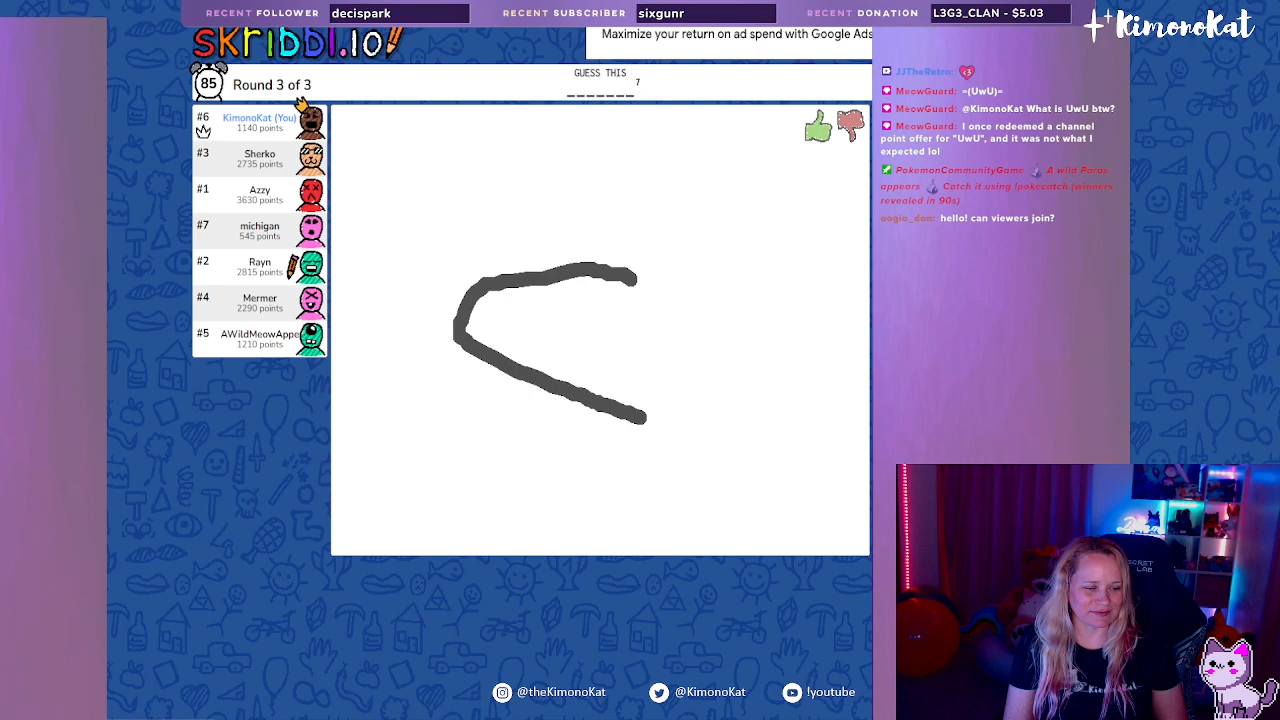 RECENT FOLLOWER decispark RECENT SUBSCRIBER sixgunr RECENT DONATION L3G3_CLAN - $5.03
KimonoKat
skribbl.io
Maximize your return on ad spend with Google Ads
85 Round 3 of 3
GUESS THIS
_______ 7
#6 KimonoKat (You)
1140 points
#3 Sherko
2735 points
#1 Azzy
3630 points
#7 michigan
545 points
#2 Rayn
2815 points
#4 Mermer
2290 points
#5 AWildMeowAppe
1210 points
JJTheRetro:
MeowGuard: =(UwU)=
MeowGuard: @KimonoKat What is UwU btw?
MeowGuard: I once redeemed a channel
point offer for "UwU", and it was not what I
expected lol
PokemonCommunityGame A wild Paras
appears Catch it using !pokecatch (winners
revealed in 90s)
aogie_don: hello! can viewers join?
SECRET
LAB
KimonoKat
@theKimonoKat @KimonoKat !youtube